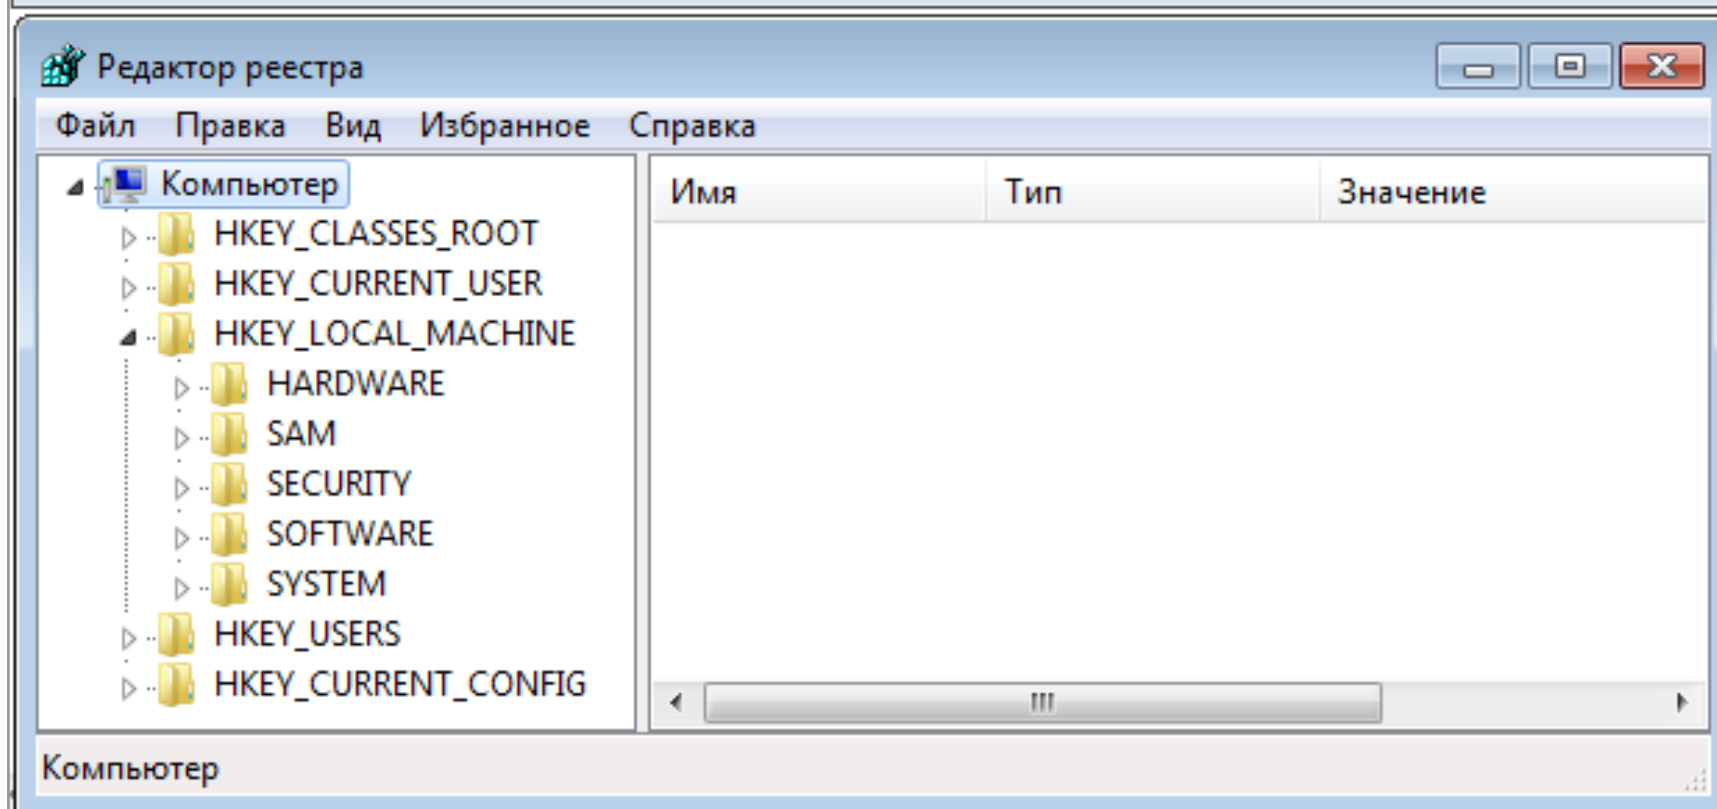 Редактор реестра
Файл Правка Вид Избранное Справка
Компьютер
HKEY_CLASSES_ROOT
HKEY_CURRENT_USER
HKEY_LOCAL_MACHINE
HARDWARE
SAM
SECURITY
SOFTWARE
SYSTEM
HKEY_USERS
HKEY_CURRENT_CONFIG
Имя Тип Значение
Компьютер